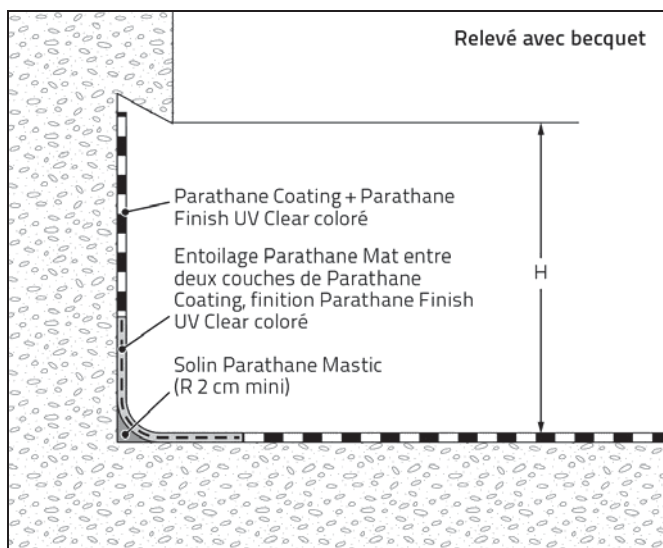 Relevé avec becquet
Parathane Coating + Parathane
Finish UV Clear coloré
Entoilage Parathane Mat entre
deux couches de Parathane
Coating, finition Parathane Finish
UV Clear coloré
H
Solin Parathane Mastic
(R 2 cm mini)